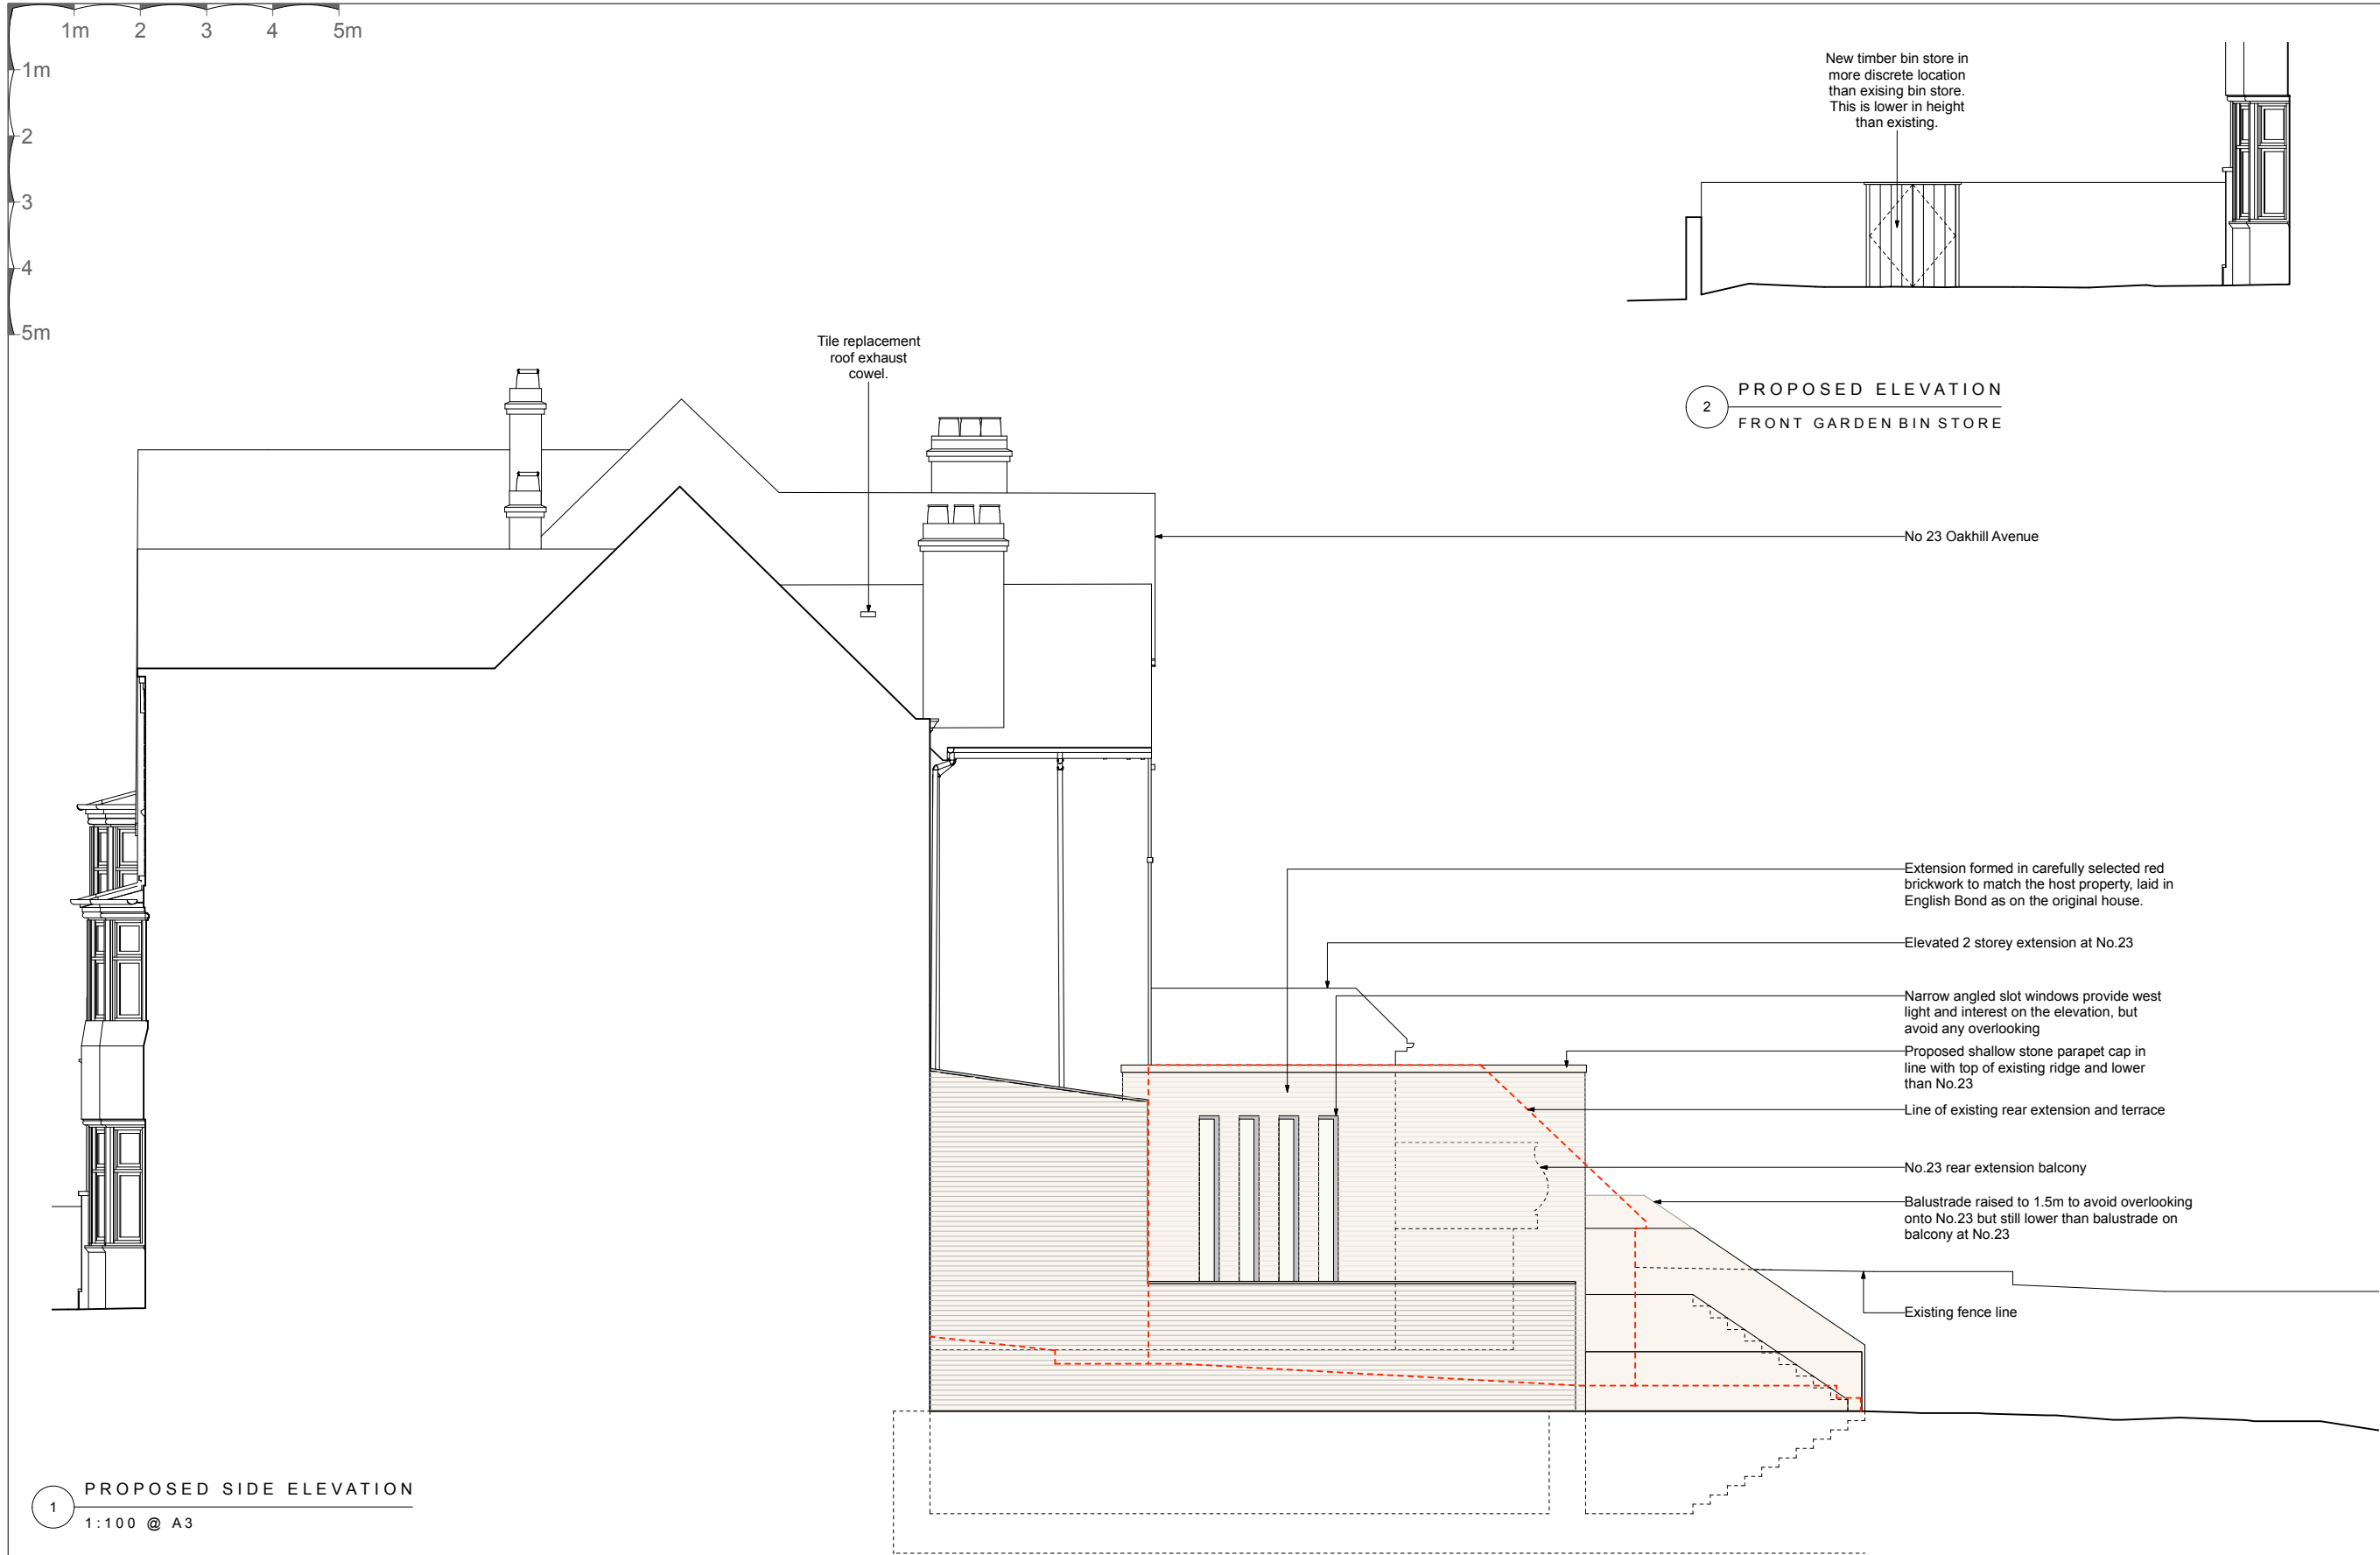 1m 2 3 4 5m
1m
2
3
4
5m
New timber bin store in
more discrete location
than exising bin store.
This is lower in height
than existing.
2
PROPOSED ELEVATION
FRONT GARDEN BIN STORE
Tile replacement
roof exhaust
cowel.
No 23 Oakhill Avenue
Extension formed in carefully selected red
brickwork to match the host property, laid in
English Bond as on the original house.
Elevated 2 storey extension at No.23
Narrow angled slot windows provide west
light and interest on the elevation, but
avoid any overlooking
Proposed shallow stone parapet cap in
line with top of existing ridge and lower
than No.23
Line of existing rear extension and terrace
No.23 rear extension balcony
Balustrade raised to 1.5m to avoid overlooking
onto No.23 but still lower than balustrade on
balcony at No.23
Existing fence line
1
PROPOSED SIDE ELEVATION
1:100 @ A3